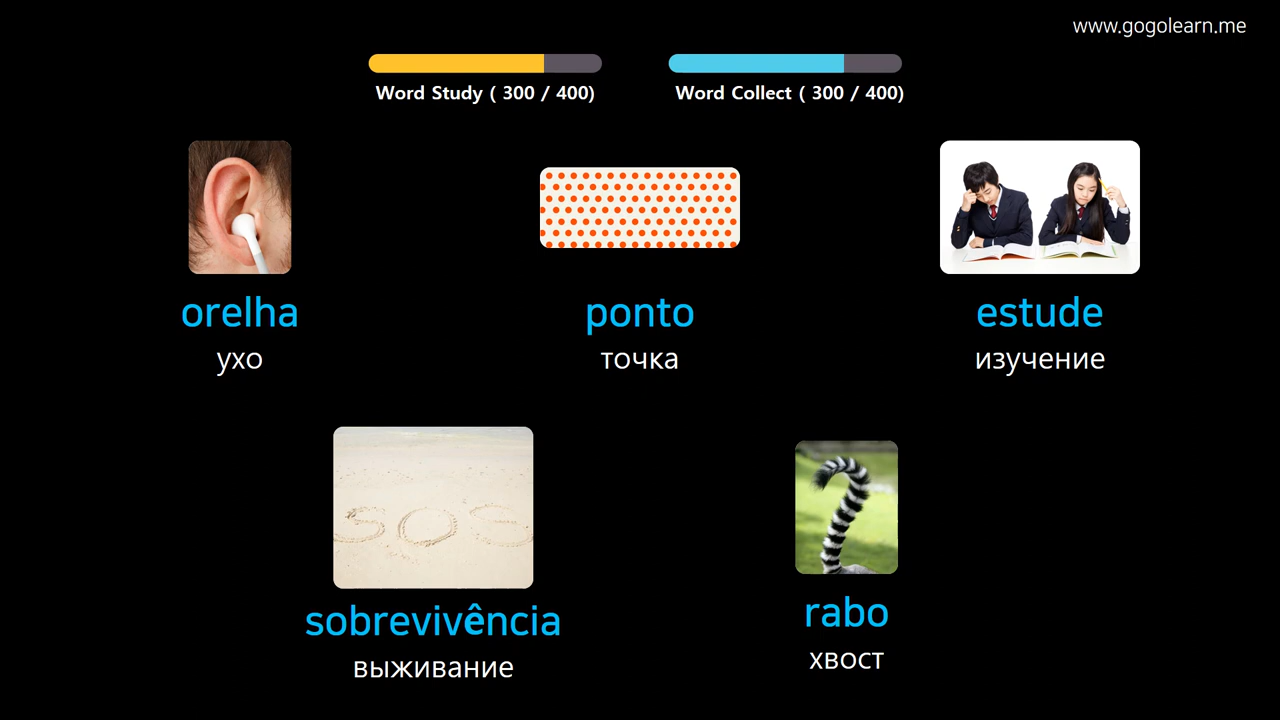 www.gogolearn.me
Word Study ( 300 / 400)
Word Collect ( 300 / 400)
orelha
ухо
ponto
точка
estude
изучение
SOS
sobrevivência
выживание
rabo
хвост